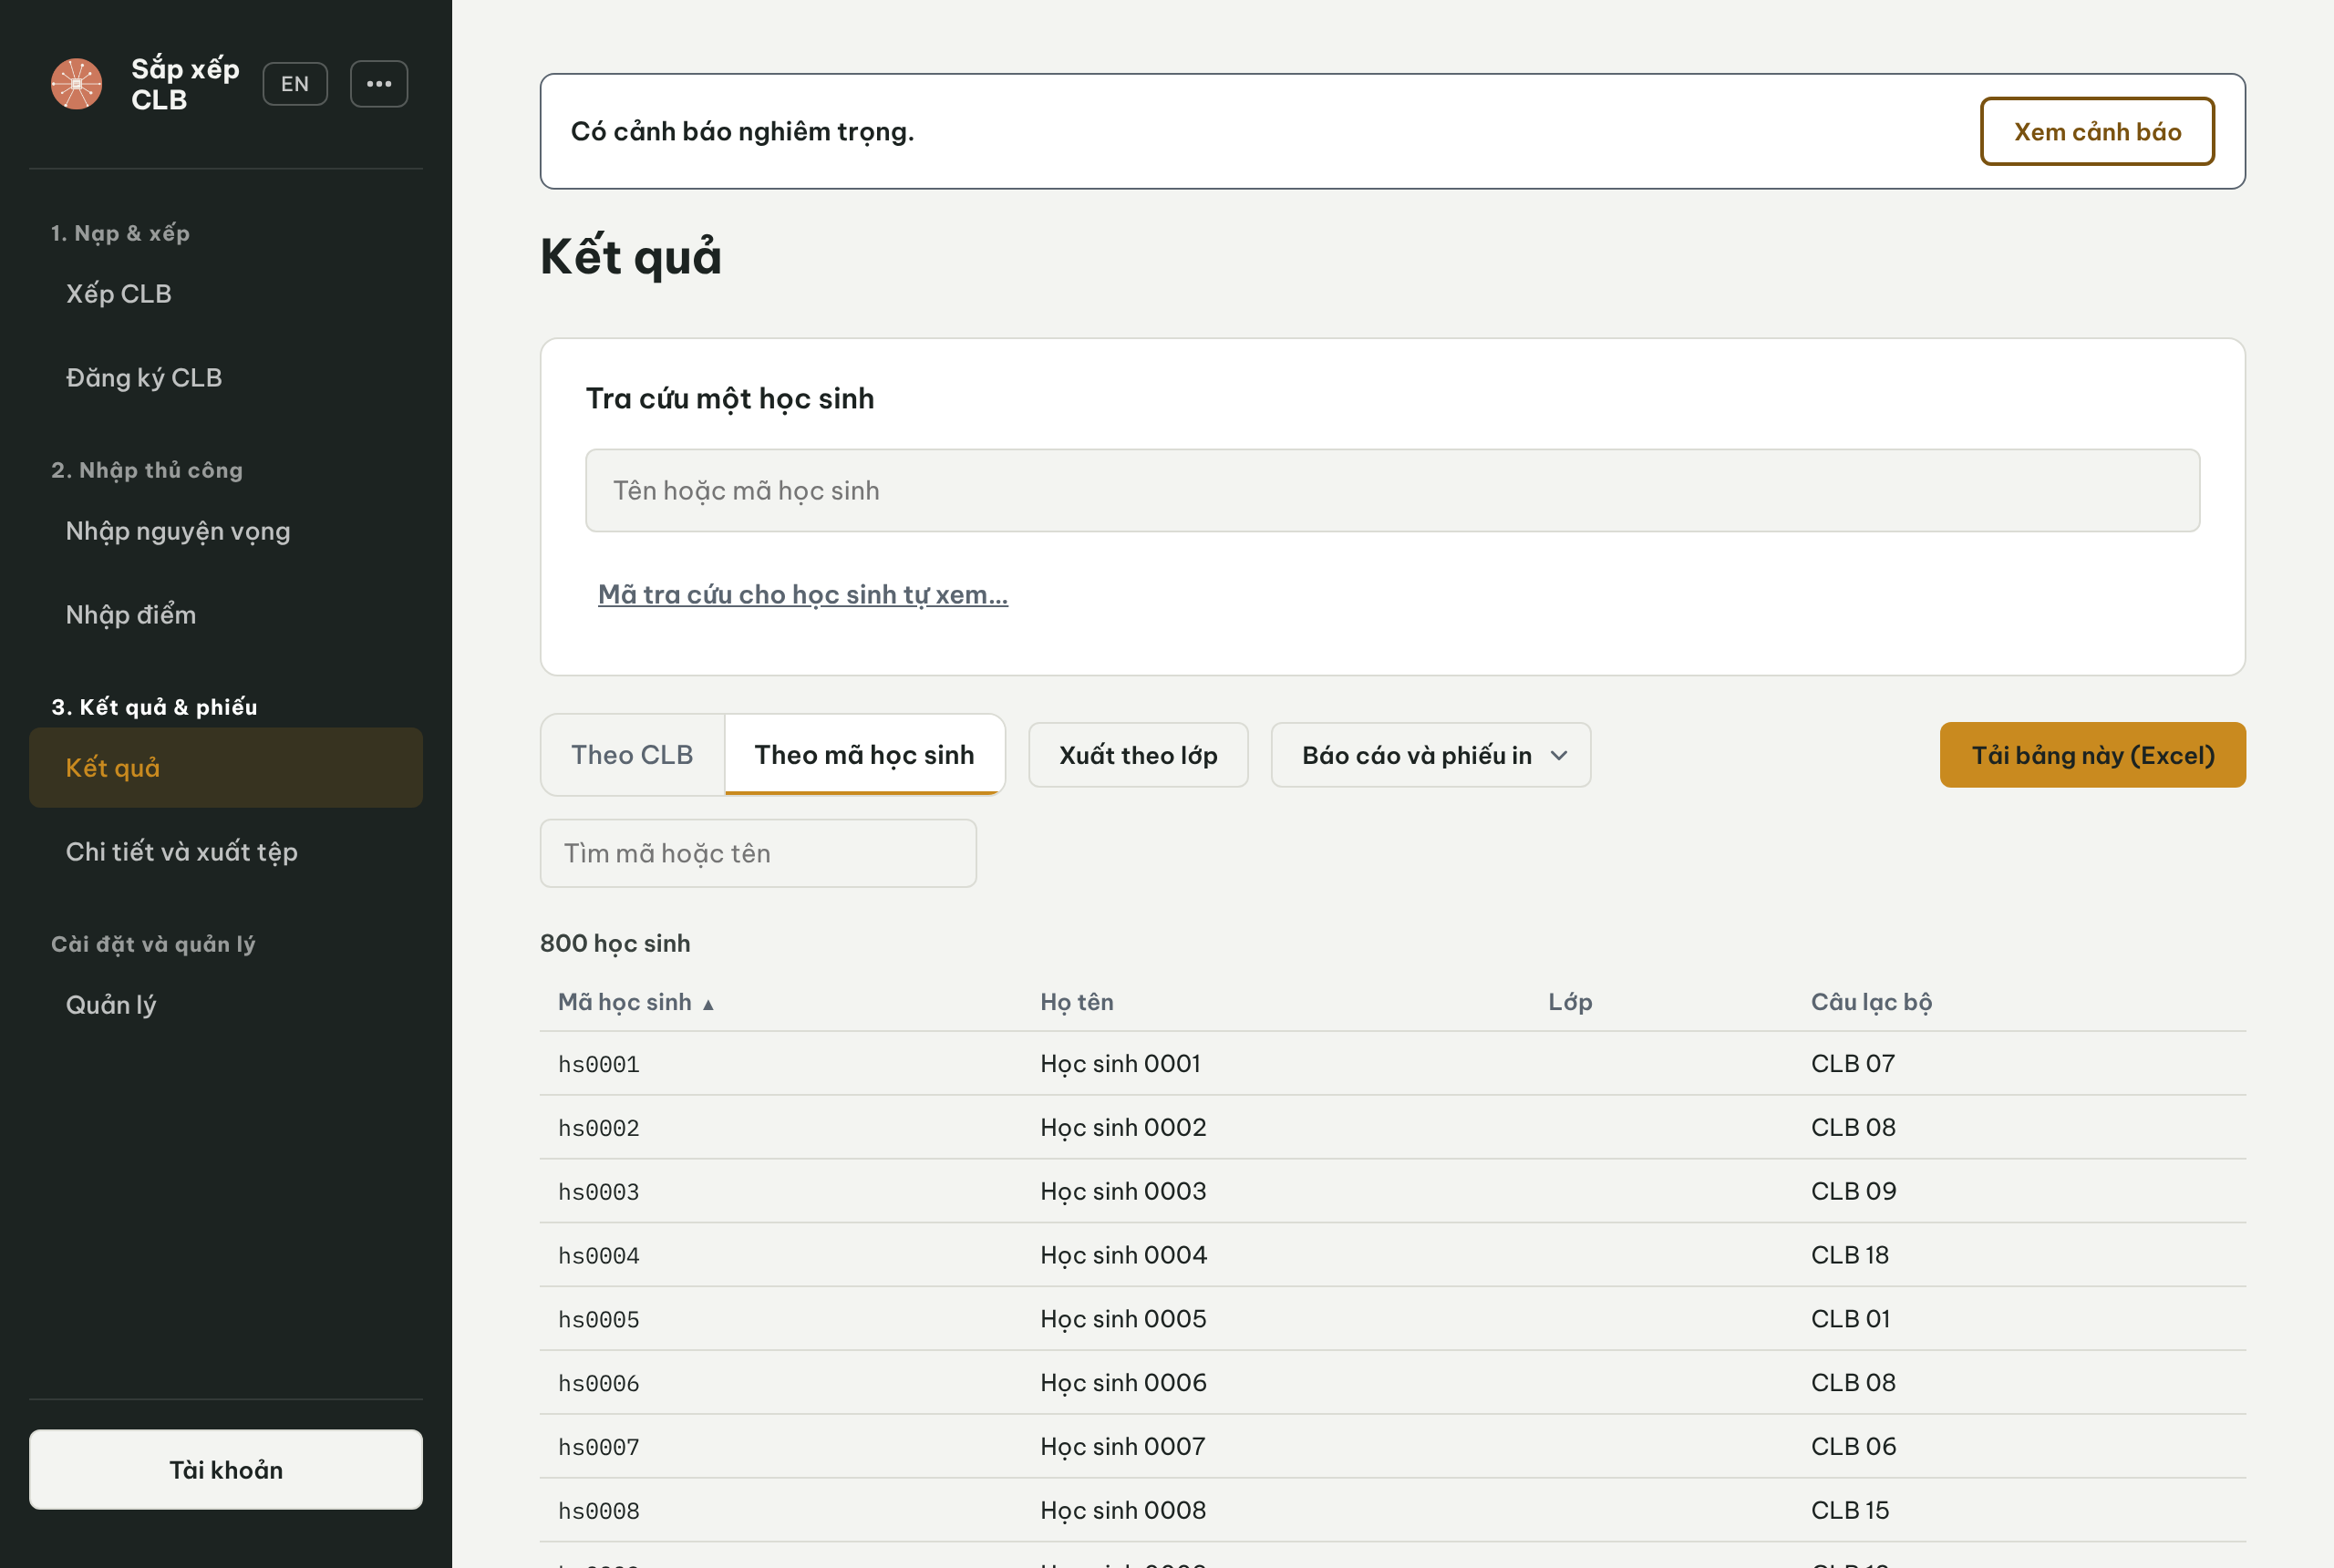 Sắp xếp
CLB
EN
1. Nạp & xếp
Xếp CLB
Đăng ký CLB
2. Nhập thủ công
Nhập nguyện vọng
Nhập điểm
3. Kết quả & phiếu
Kết quả
Chi tiết và xuất tệp
Cài đặt và quản lý
Quản lý
Tài khoản
Có cảnh báo nghiêm trọng.
Xem cảnh báo
Kết quả
Tra cứu một học sinh
Tên hoặc mã học sinh
Mã tra cứu cho học sinh tự xem...
Theo CLB Theo mã học sinh Xuất theo lớp Báo cáo và phiếu in Tải bảng này (Excel)
Tìm mã hoặc tên
800 học sinh
Mã học sinh ▲ Họ tên Lớp Câu lạc bộ
hs0001 Học sinh 0001 CLB 07
hs0002 Học sinh 0002 CLB 08
hs0003 Học sinh 0003 CLB 09
hs0004 Học sinh 0004 CLB 18
hs0005 Học sinh 0005 CLB 01
hs0006 Học sinh 0006 CLB 08
hs0007 Học sinh 0007 CLB 06
hs0008 Học sinh 0008 CLB 15